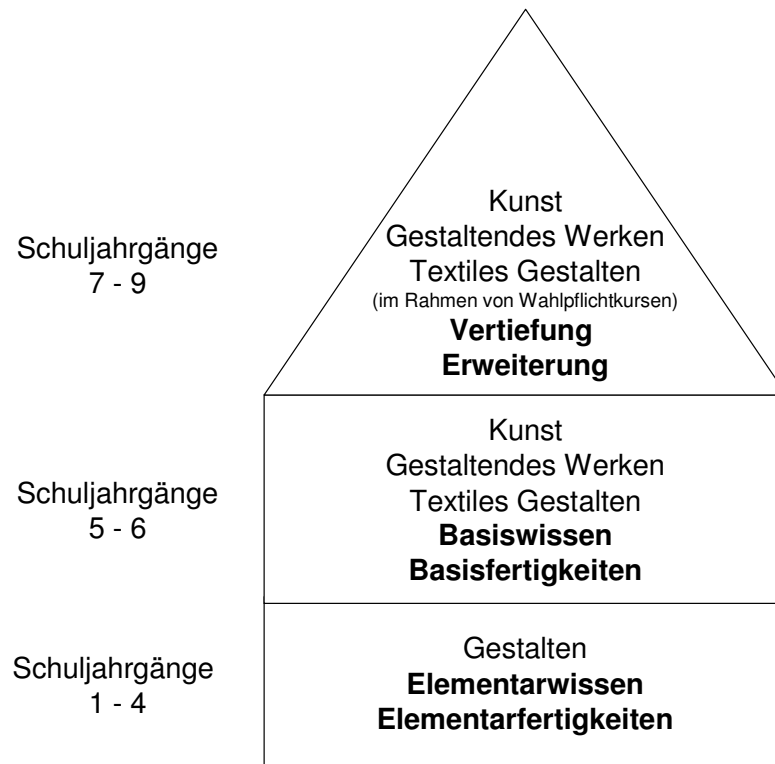 Schuljahrgänge
7 - 9
Kunst
Gestaltendes Werken
Textiles Gestalten
(im Rahmen von Wahlpflichtkursen)
Vertiefung
Erweiterung
Schuljahrgänge
5 - 6
Kunst
Gestaltendes Werken
Textiles Gestalten
Basiswissen
Basisfertigkeiten
Schuljahrgänge
1 - 4
Gestalten
Elementarwissen
Elementarfertigkeiten